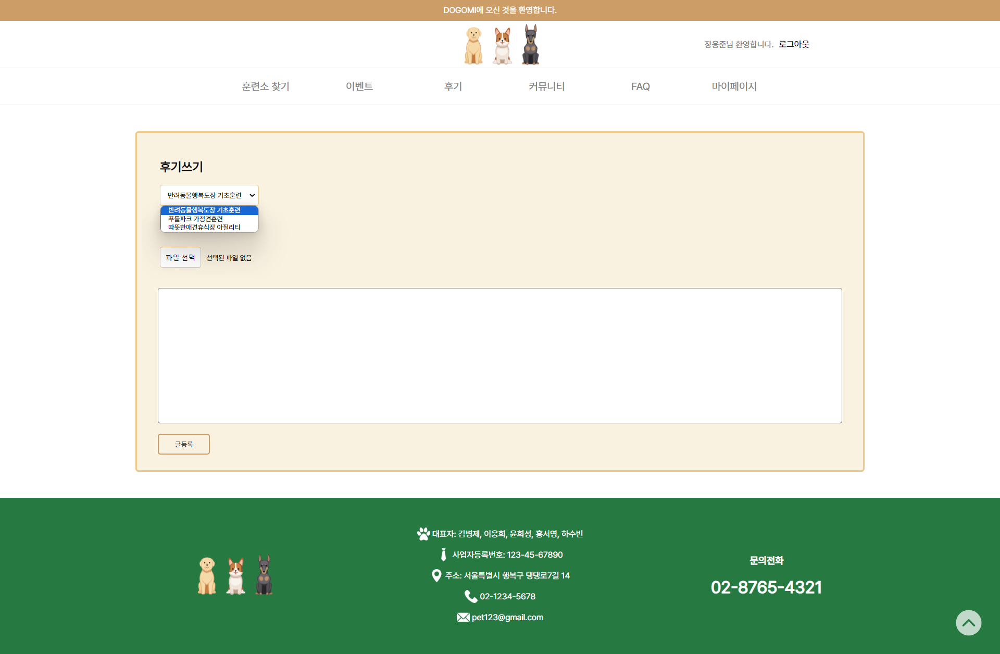 DOGOMI에 오신 것을 환영합니다.
장용준님 환영합니다. 로그아웃
훈련소 찾기 이벤트 후기 커뮤니티 FAQ 마이페이지
후기쓰기
반려동물행복도장 기초훈련
반려동물행복도장 기초훈련
푸들파크 가정견훈련
따뜻한애견휴식장 아질리티
파일 선택 선택된 파일 없음
글등록
대표자: 김병제, 이웅희, 윤희성, 홍서영, 하수빈
사업자등록번호: 123-45-67890
주소: 서울특별시 행복구 댕댕로7길 14
02-1234-5678
pet123@gmail.com
문의전화
02-8765-4321